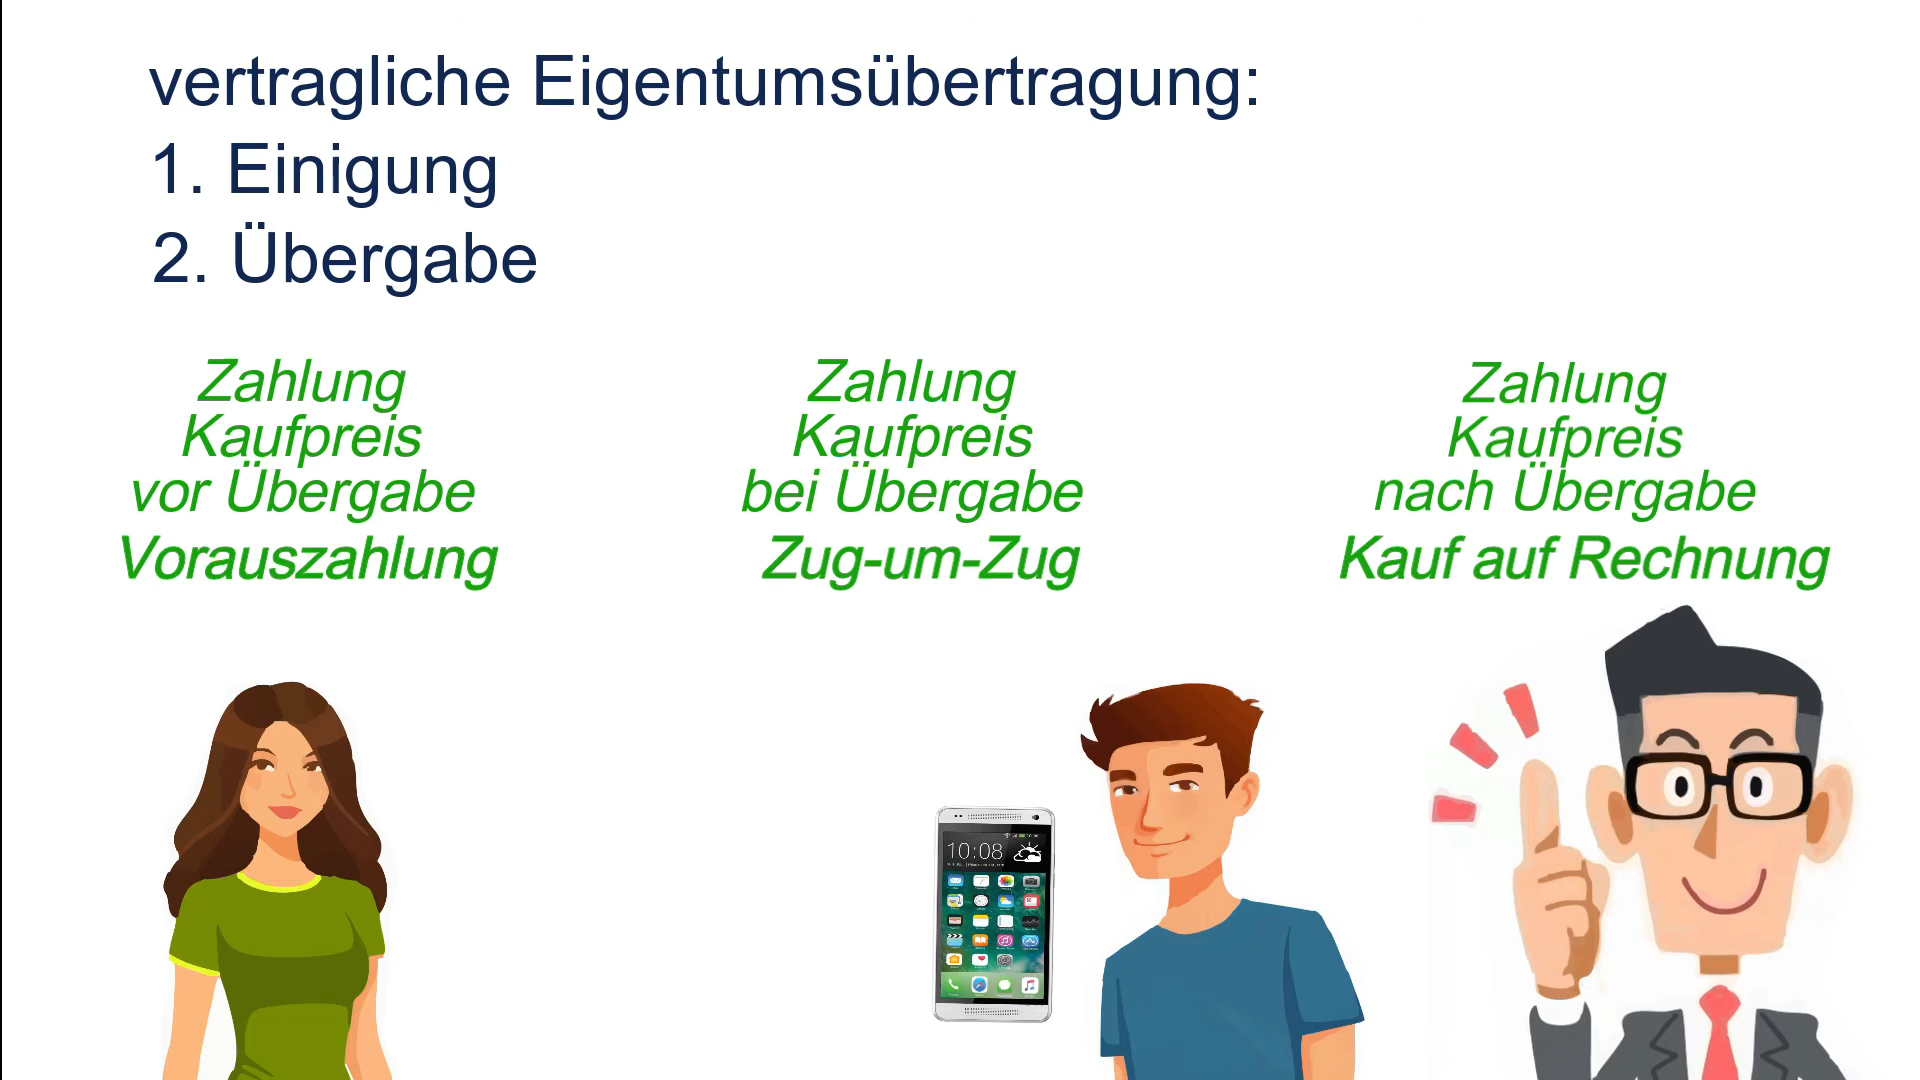 vertragliche Eigentumsübertragung:
1. Einigung
2. Übergabe
Zahlung
Kaufpreis
vor Übergabe
Vorauszahlung
Zahlung
Kaufpreis
bei Übergabe
Zug-um-Zug
Zahlung
Kaufpreis
nach Übergabe
Kauf auf Rechnung
10:08